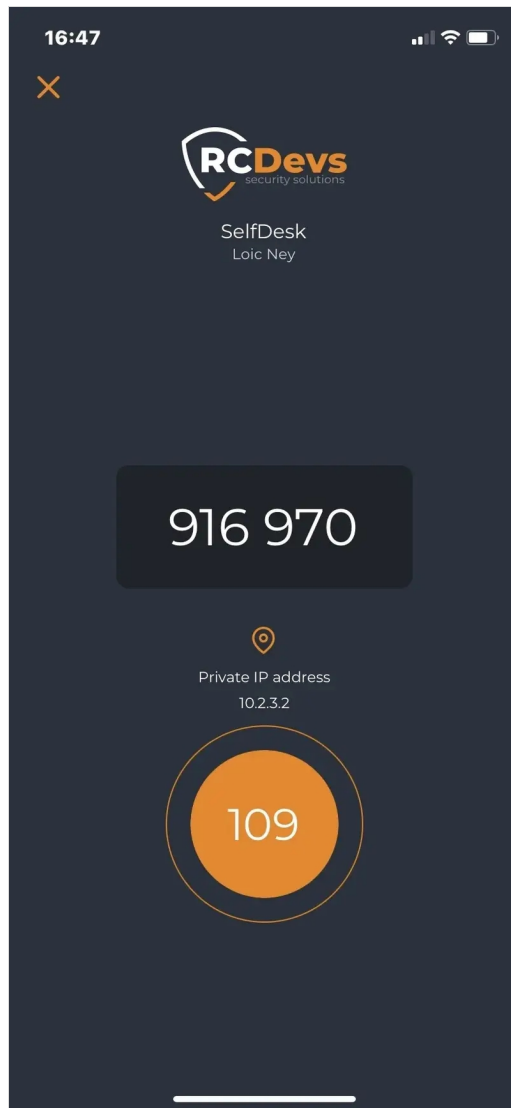 16:47
RCDevs
security solutions
SelfDesk
Loic Ney
916 970
Private IP address
10.2.3.2
109